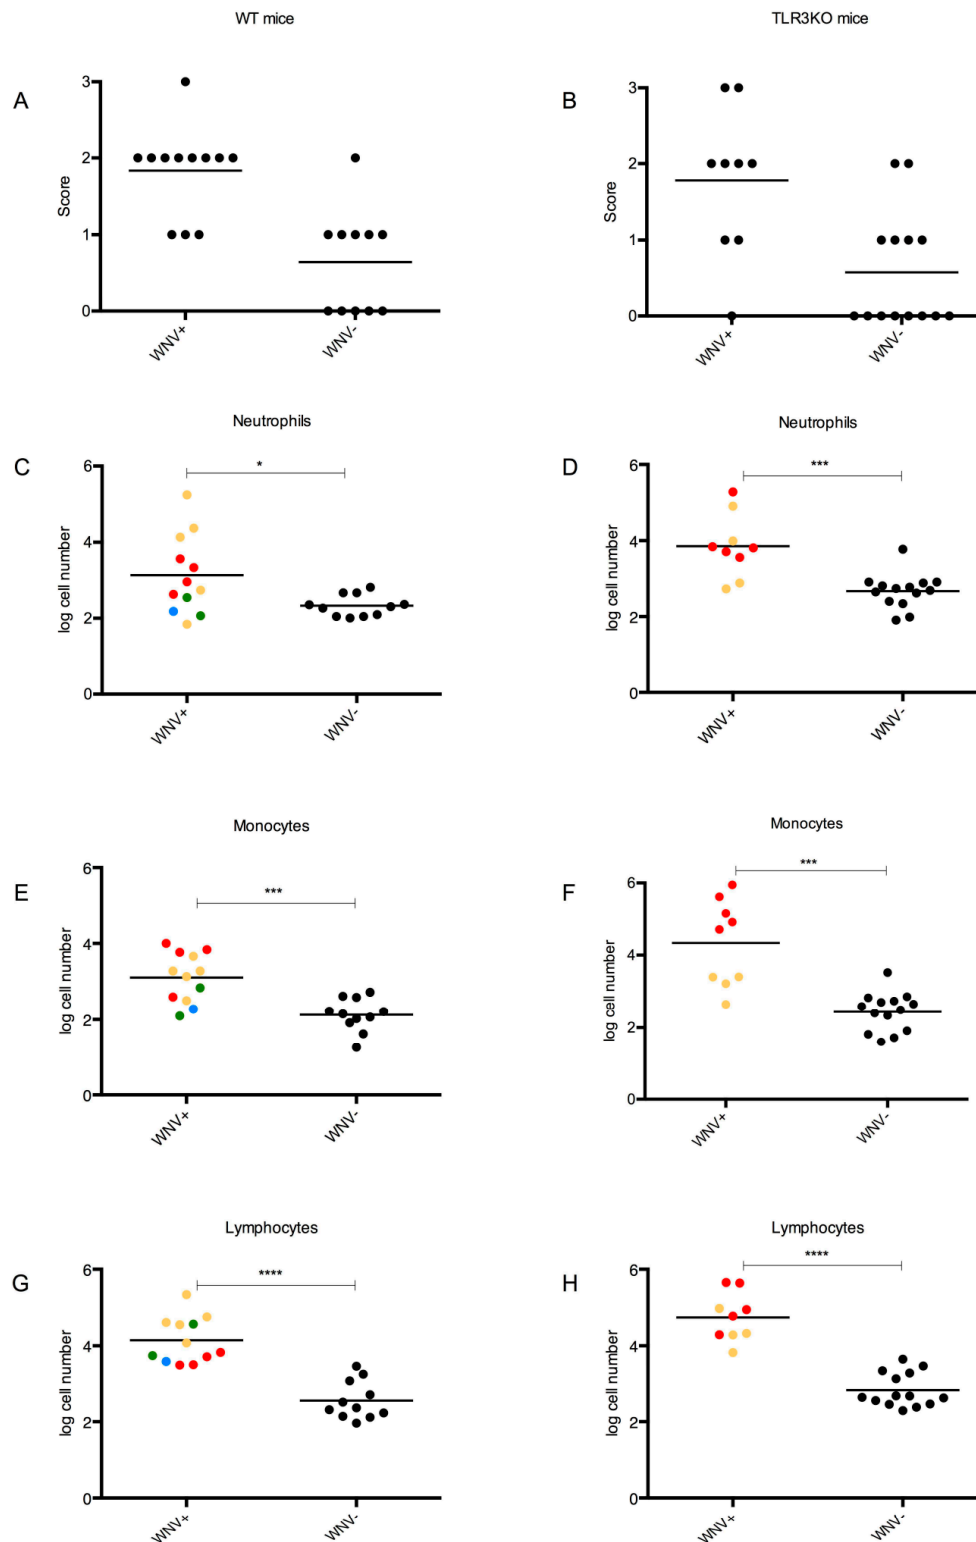 WT mice
TLR3KO mice
A
Score
3
2
1
0
WNV+
WNV-
B
Score
3
2
1
0
WNV+
WNV-
Neutrophils
C
log cell number
6
4
2
0
*
WNV+
WNV-
Neutrophils
D
log cell number
6
4
2
0
***
WNV+
WNV-
Monocytes
E
log cell number
6
4
2
0
***
WNV+
WNV-
Monocytes
F
log cell number
6
4
2
0
***
WNV+
WNV-
Lymphocytes
G
log cell number
6
4
2
0
****
WNV+
WNV-
Lymphocytes
H
log cell number
6
4
2
0
****
WNV+
WNV-